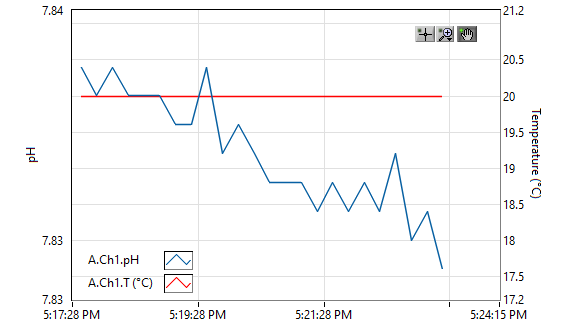 7.84
21.2
20.5
20
19.5
19
18.5
18
17.5
17.2
pH
Temperature (°C)
7.83
7.83
A.Ch1.pH
A.Ch1.T (°C)
5:17:28 PM
5:19:28 PM
5:21:28 PM
5:24:15 PM